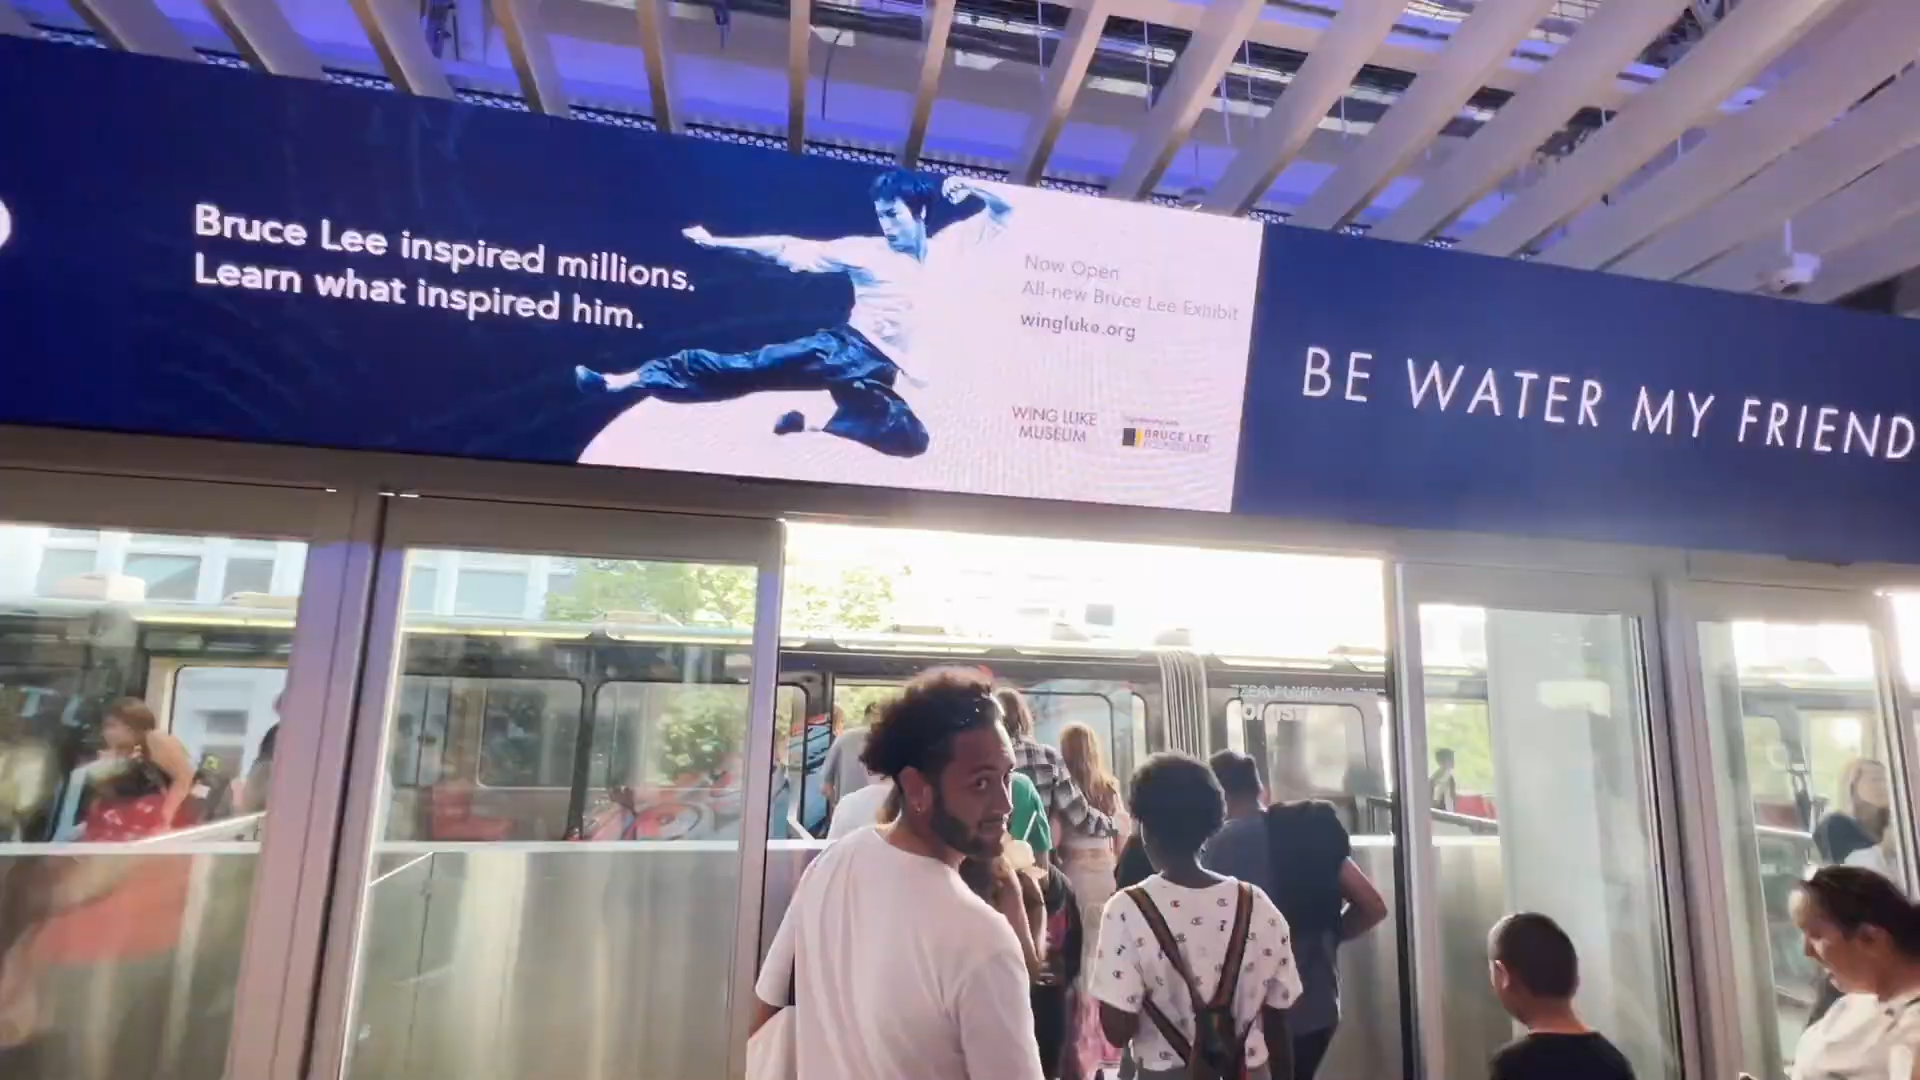 Bruce Lee inspired millions.
Learn what inspired him.
Now Open
All-new Bruce Lee Exhibit
wingluke.org
WING LUKE
MUSEUM
BRUCE LEE
FOUNDATION
BE WATER MY FRIEND